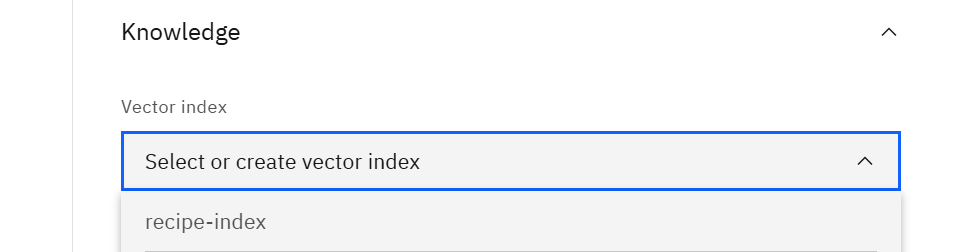 Knowledge
Vector index
Select or create vector index
recipe-index